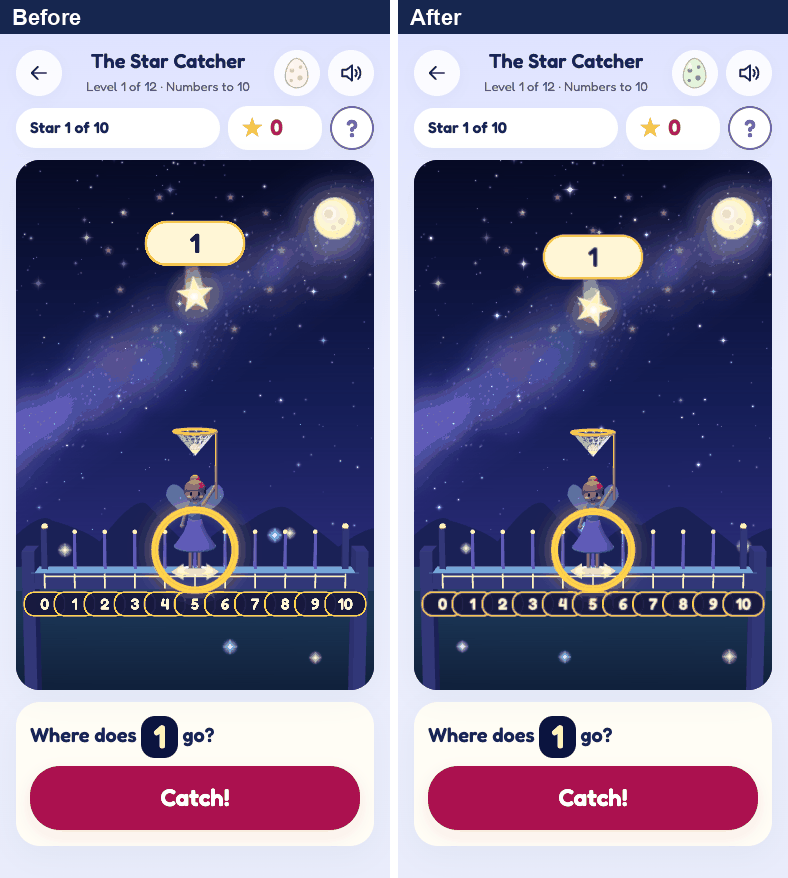 Before
The Star Catcher
Level 1 of 12 · Numbers to 10
Star 1 of 10
0
?
1
0 1 2 3 4 5 6 7 8 9 10
Where does 1 go?
Catch!
After
The Star Catcher
Level 1 of 12 · Numbers to 10
Star 1 of 10
0
?
1
0 1 2 3 4 5 6 7 8 9 10
Where does 1 go?
Catch!